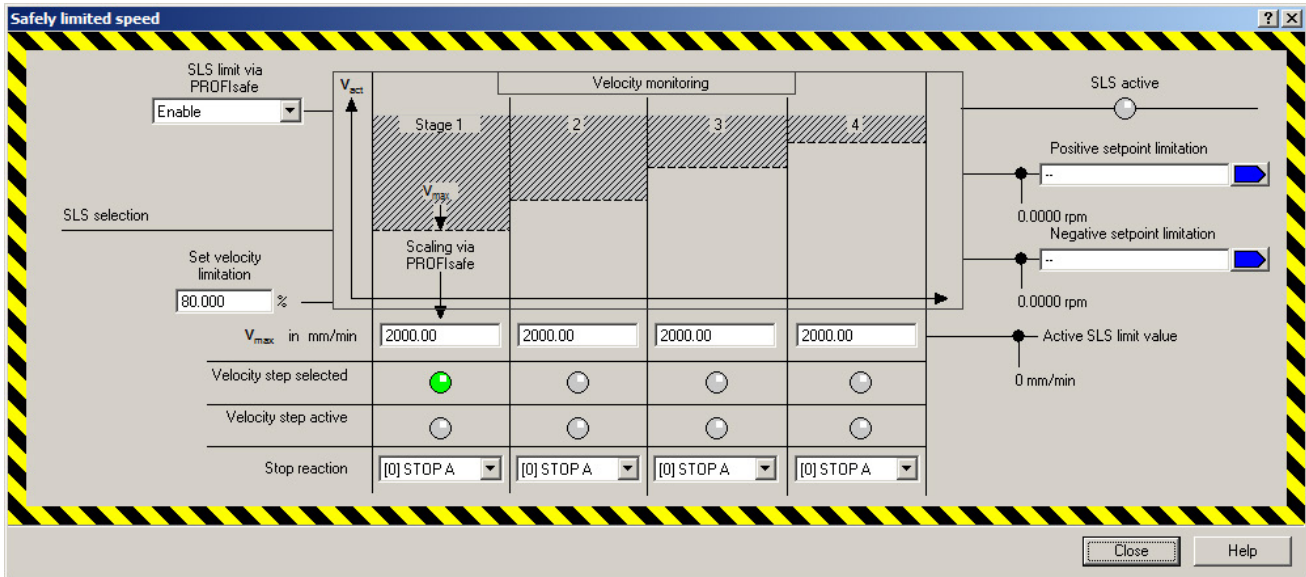 Safely limited speed
SLS limit via
PROFIsafe
Enable
Vact
Velocity monitoring
Stage 1
2
3
4
Vmax
Scaling via
PROFIsafe
SLS selection
Set velocity
limitation
80.000 %
SLS active
Positive setpoint limitation
--
0.0000 rpm
Negative setpoint limitation
--
0.0000 rpm
Vmax in mm/min 2000.00 2000.00 2000.00 2000.00
Active SLS limit value
0 mm/min
Velocity step selected
Velocity step active
Stop reaction [0] STOP A [0] STOP A [0] STOP A [0] STOP A
Close Help